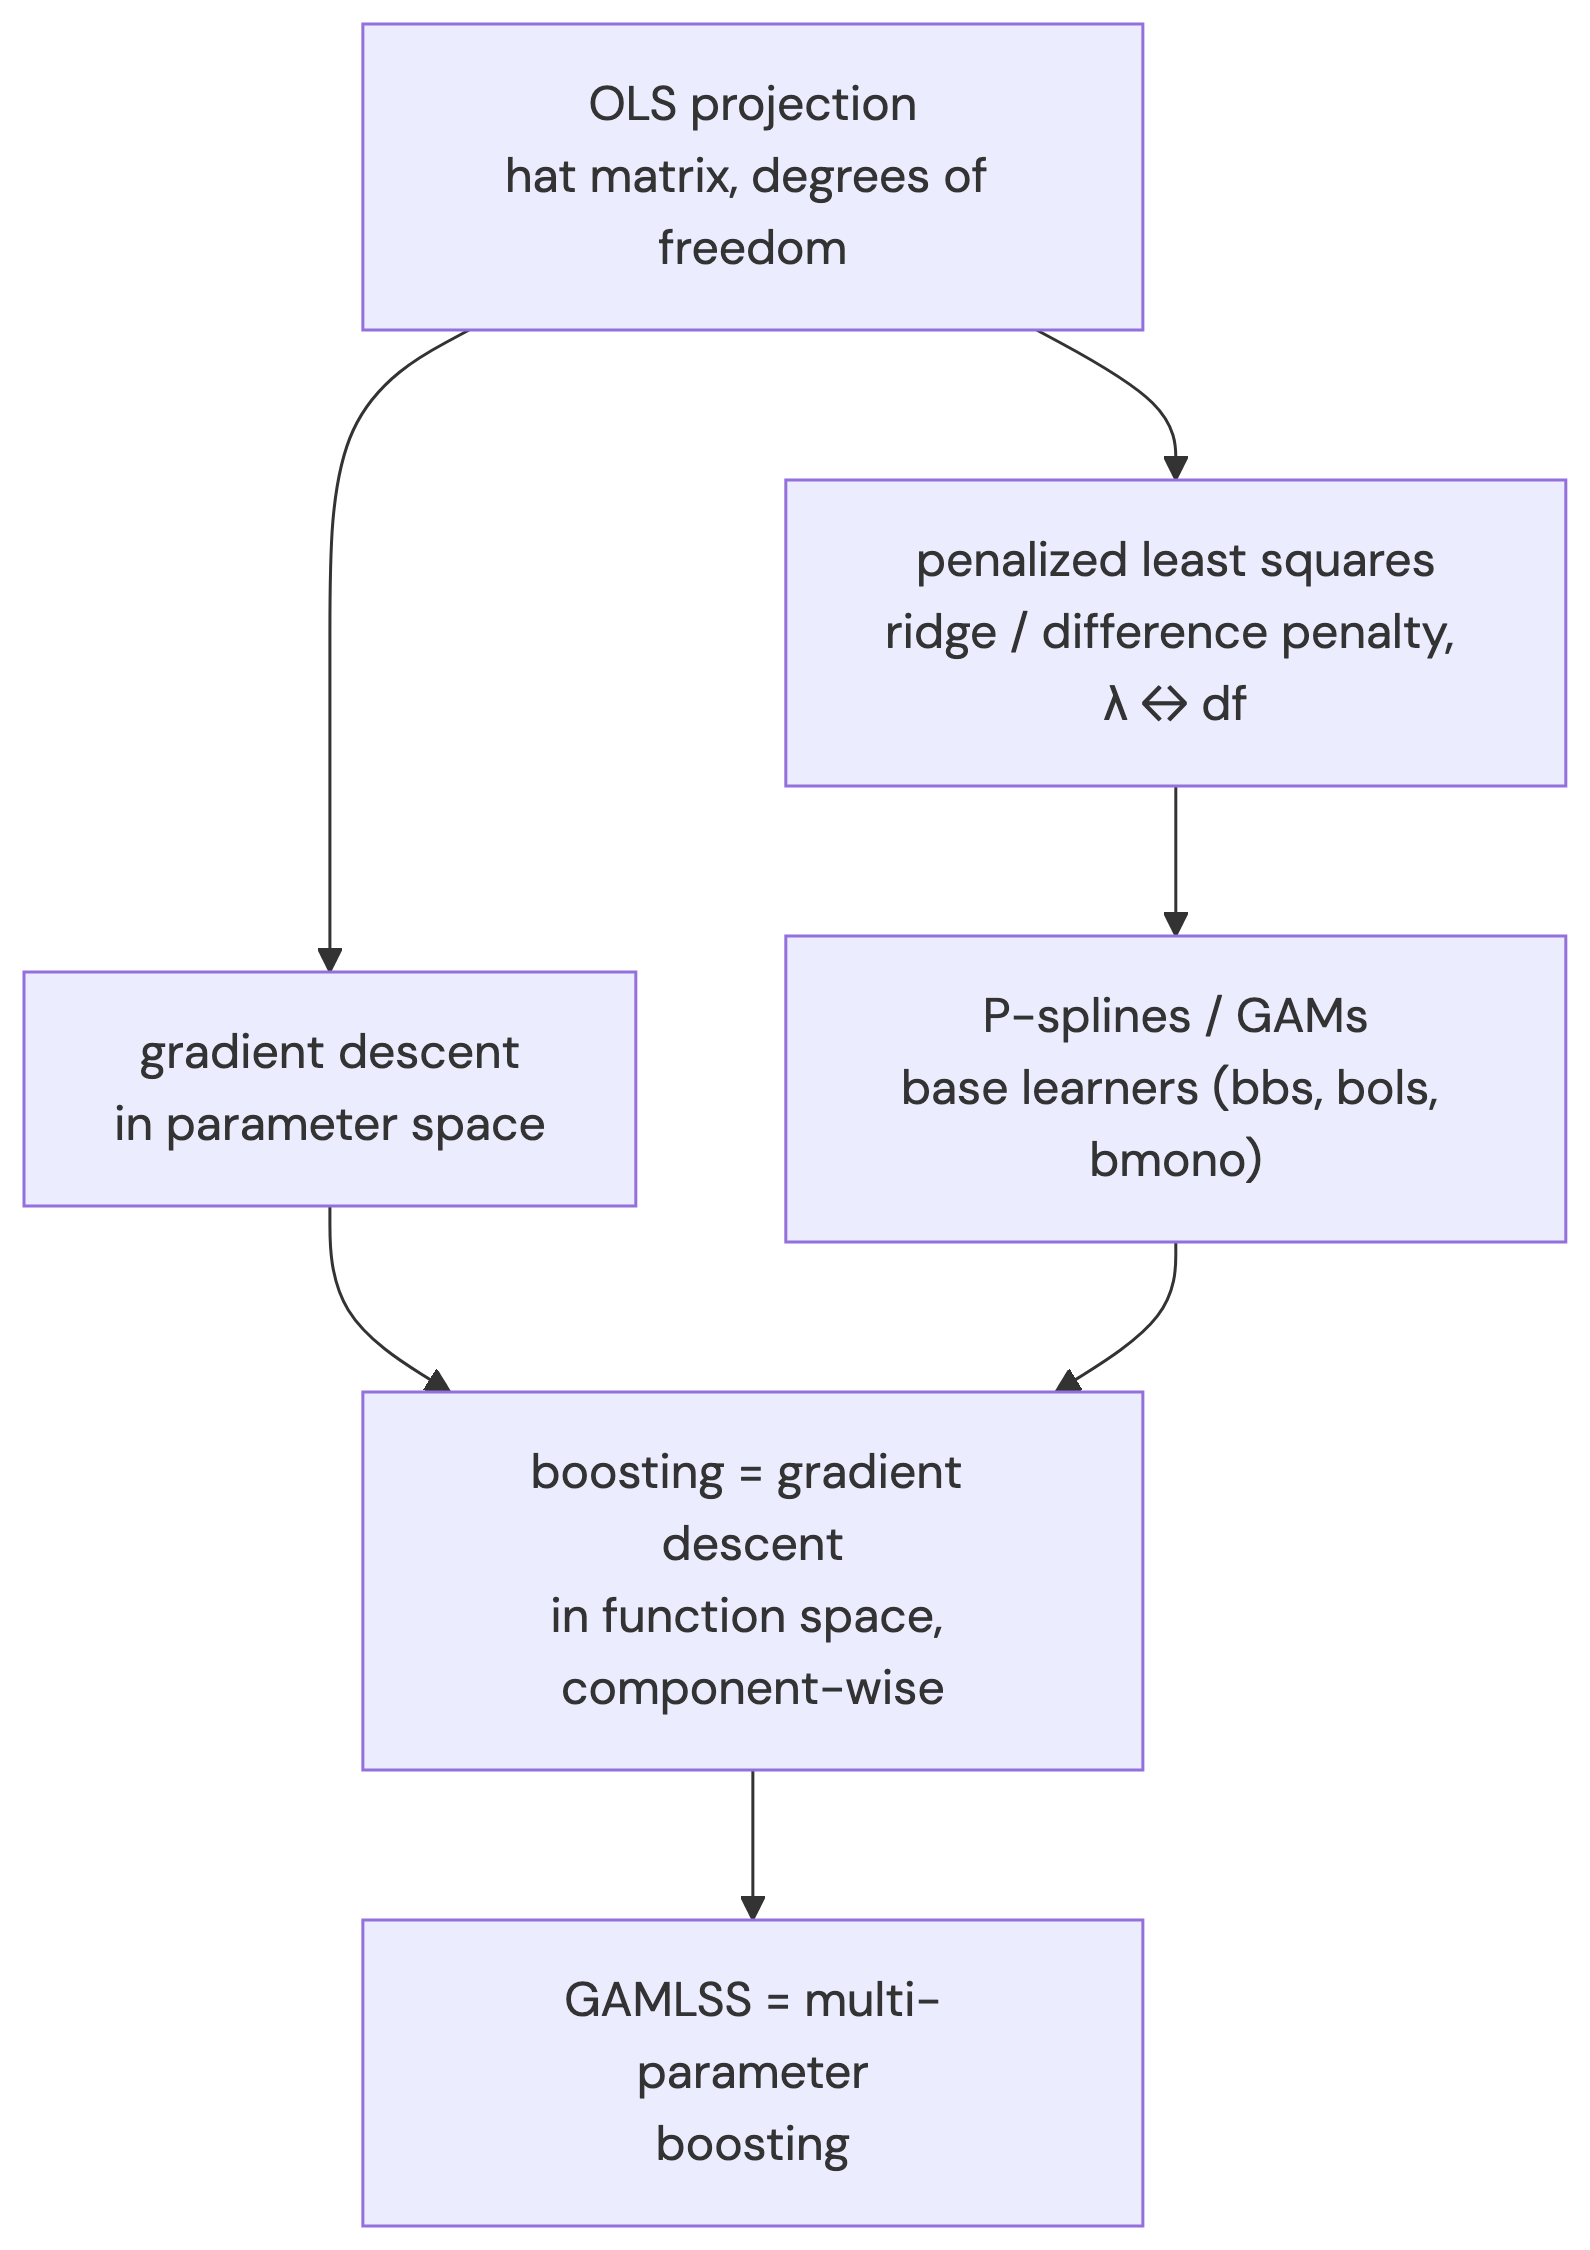 OLS projection
hat matrix, degrees of
freedom
penalized least squares
ridge / difference penalty,
λ ↔ df
gradient descent
in parameter space
P-splines / GAMs
base learners (bbs, bols,
bmono)
boosting = gradient
descent
in function space,
component-wise
GAMLSS = multi-
parameter
boosting